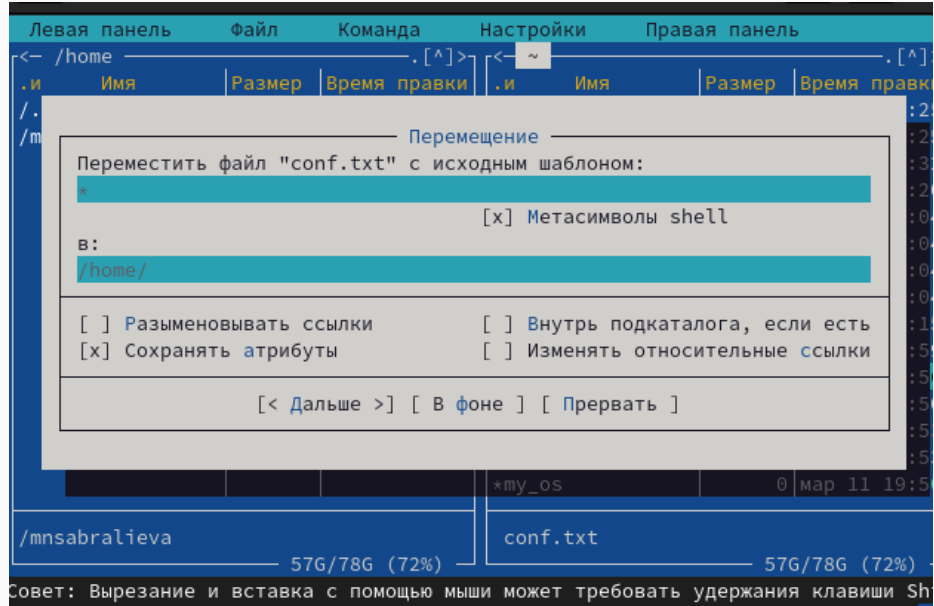 Левая панель Файл Команда Настройки Правая панель
<— /home .[^]> <— ~ .[^]
.и Имя Размер Время правки .и Имя Размер Время правк
Перемещение
Переместить файл "conf.txt" с исходным шаблоном:
*
[x] Метасимволы shell
в:
/home/
[ ] Разыменовывать ссылки [ ] Внутрь подкаталога, если есть
[x] Сохранять атрибуты [ ] Изменять относительные ссылки
[< Дальше >] [ В фоне ] [ Прервать ]
*my_os 0 мар 11 19:5
/mnsabralieva conf.txt
57G/78G (72%) 57G/78G (72%)
Совет: Вырезание и вставка с помощью мыши может требовать удержания клавиши Sh